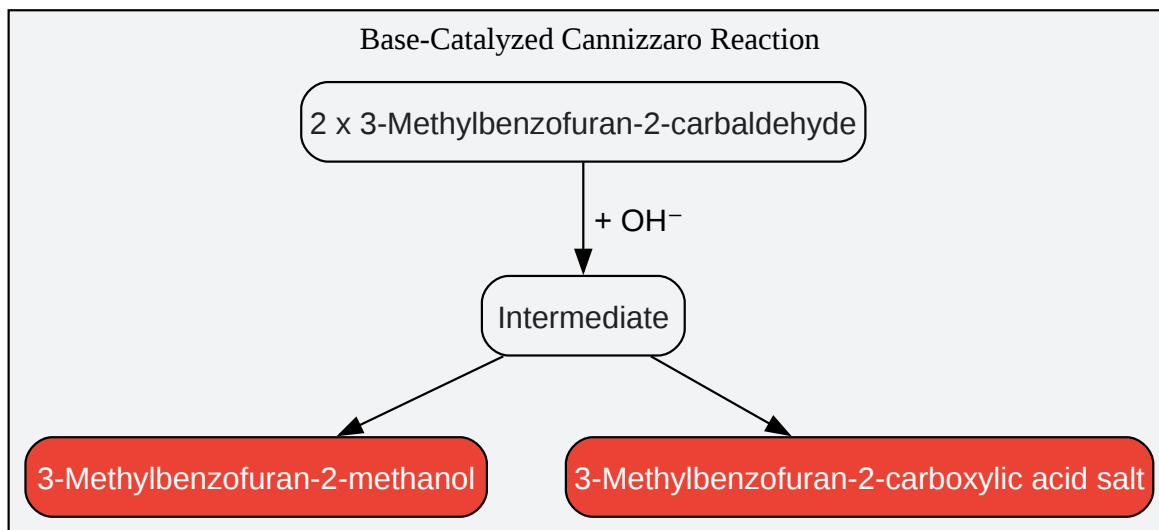 Base-Catalyzed Cannizzaro Reaction
2 x 3-Methylbenzofuran-2-carbaldehyde
+ OH⁻
Intermediate
3-Methylbenzofuran-2-methanol
3-Methylbenzofuran-2-carboxylic acid salt